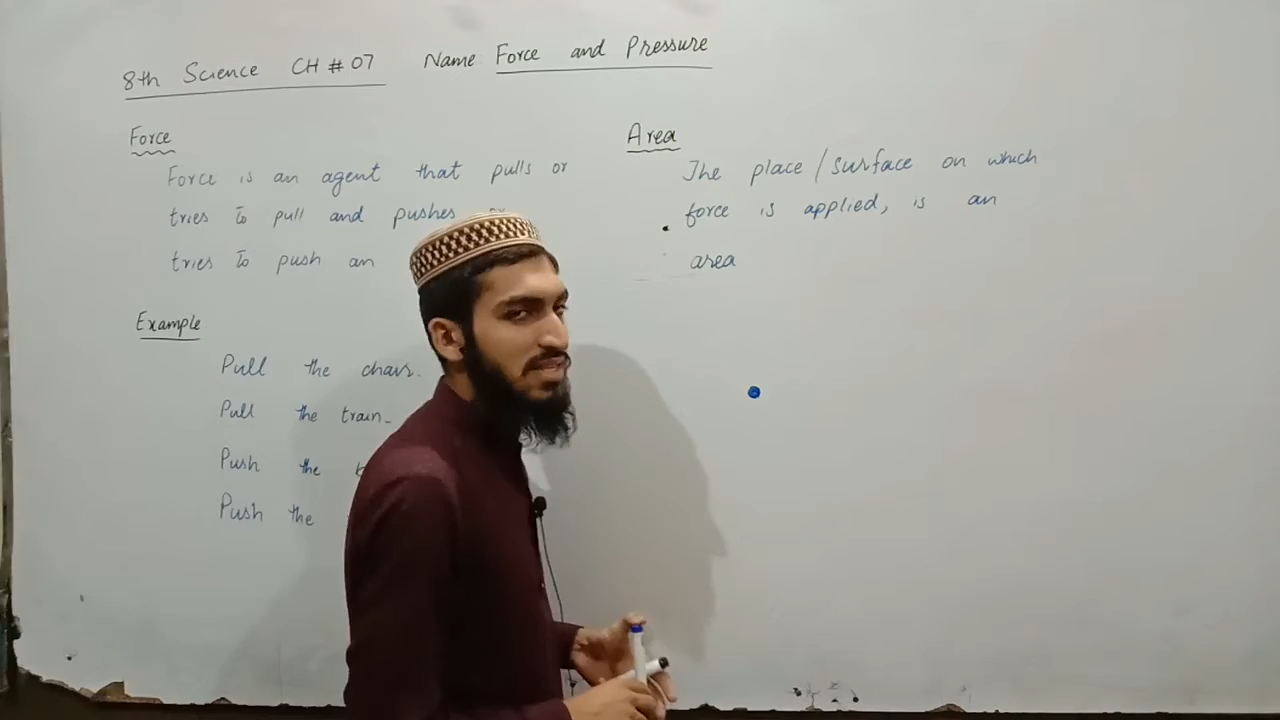 8th Science CH # 07 Name: Force and Pressure
Force
Force is an agent that pulls or
tries to pull and pushes
tries to push an
Example
Pull the chair.
Pull the train.
Push the
Push the
Area
The place/surface on which
force is applied, is an
area